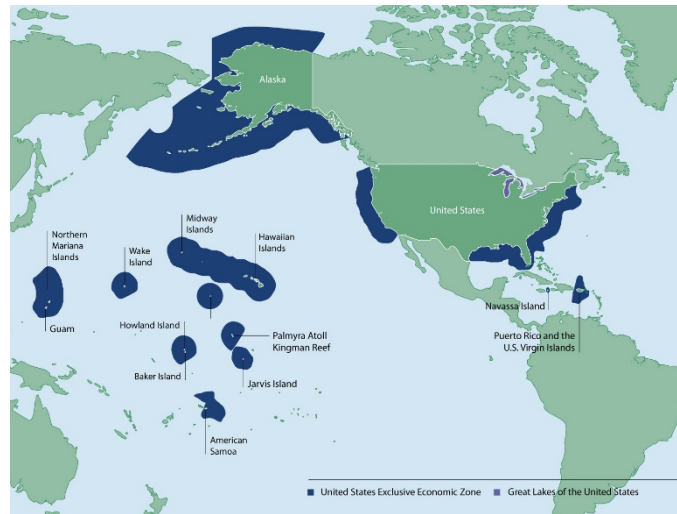 Alaska
United States
Northern
Mariana
Islands
Guam
Wake
Island
Midway
Islands
Hawaiian
Islands
Howland Island
Baker Island
Palmyra Atoll
Kingman Reef
Jarvis Island
American
Samoa
Navassa Island
Puerto Rico and the
U.S. Virgin Islands
United States Exclusive Economic Zone
Great Lakes of the United States